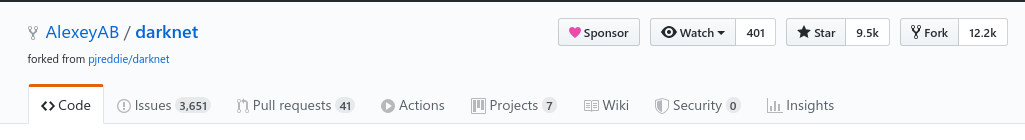 AlexeyAB / darknet Sponsor Watch 401 Star 9.5k Fork 12.2k
forked from pjreddie/darknet
Code Issues 3,651 Pull requests 41 Actions Projects 7 Wiki Security 0 Insights